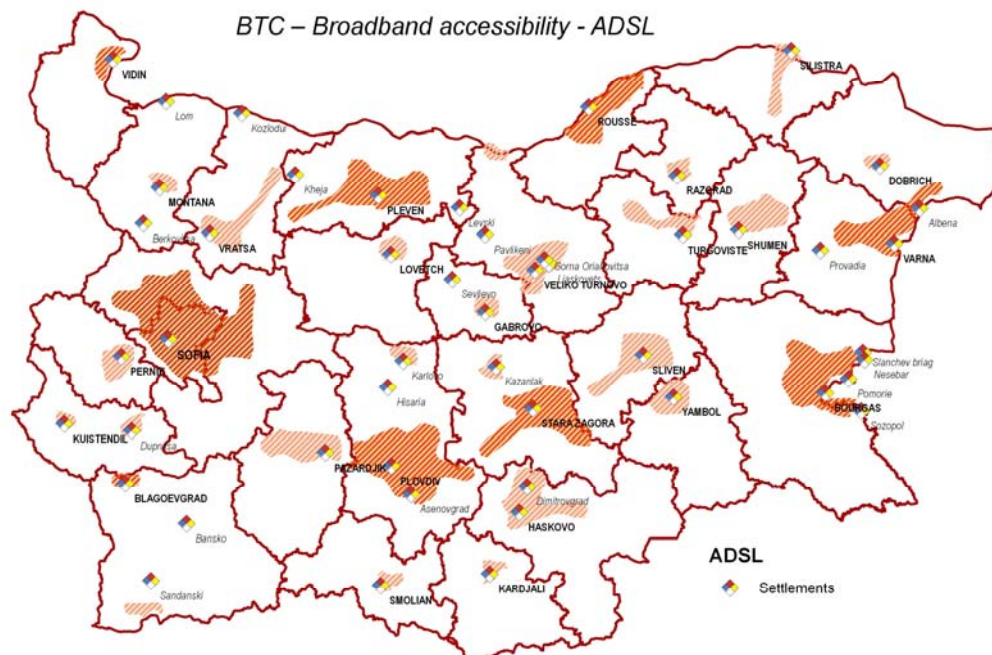 BTC – Broadband accessibility - ADSL
VIDIN
SILISTRA
Lom
Kozlodui
ROUSSE
Kheja
RAZGRAD
DOBRICH
MONTANA
PLEVEN
Levski
Albena
Berkovitsa
VRATSA
Pavlikeni
TURGOVISTE
SHUMEN
Provadia
VARNA
LOVETCH
Gorna Oriahovitsa
Liaskovets
VELIKO TURNOVO
Sevlievo
GABROVO
SOFIA
PERNIK
Karlovo
Kazanlak
SLIVEN
Slanchev briag
Nesebar
Hisaria
YAMBOL
Pomorie
BOURGAS
Sozopol
KUISTENDIL
Dupnitsa
STARA ZAGORA
PAZARDJIK
PLOVDIV
BLAGOEVGRAD
Asenovgrad
Dimitrovgrad
Bansko
HASKOVO
ADSL
Sandanski
SMOLIAN
KARDJALI
Settlements